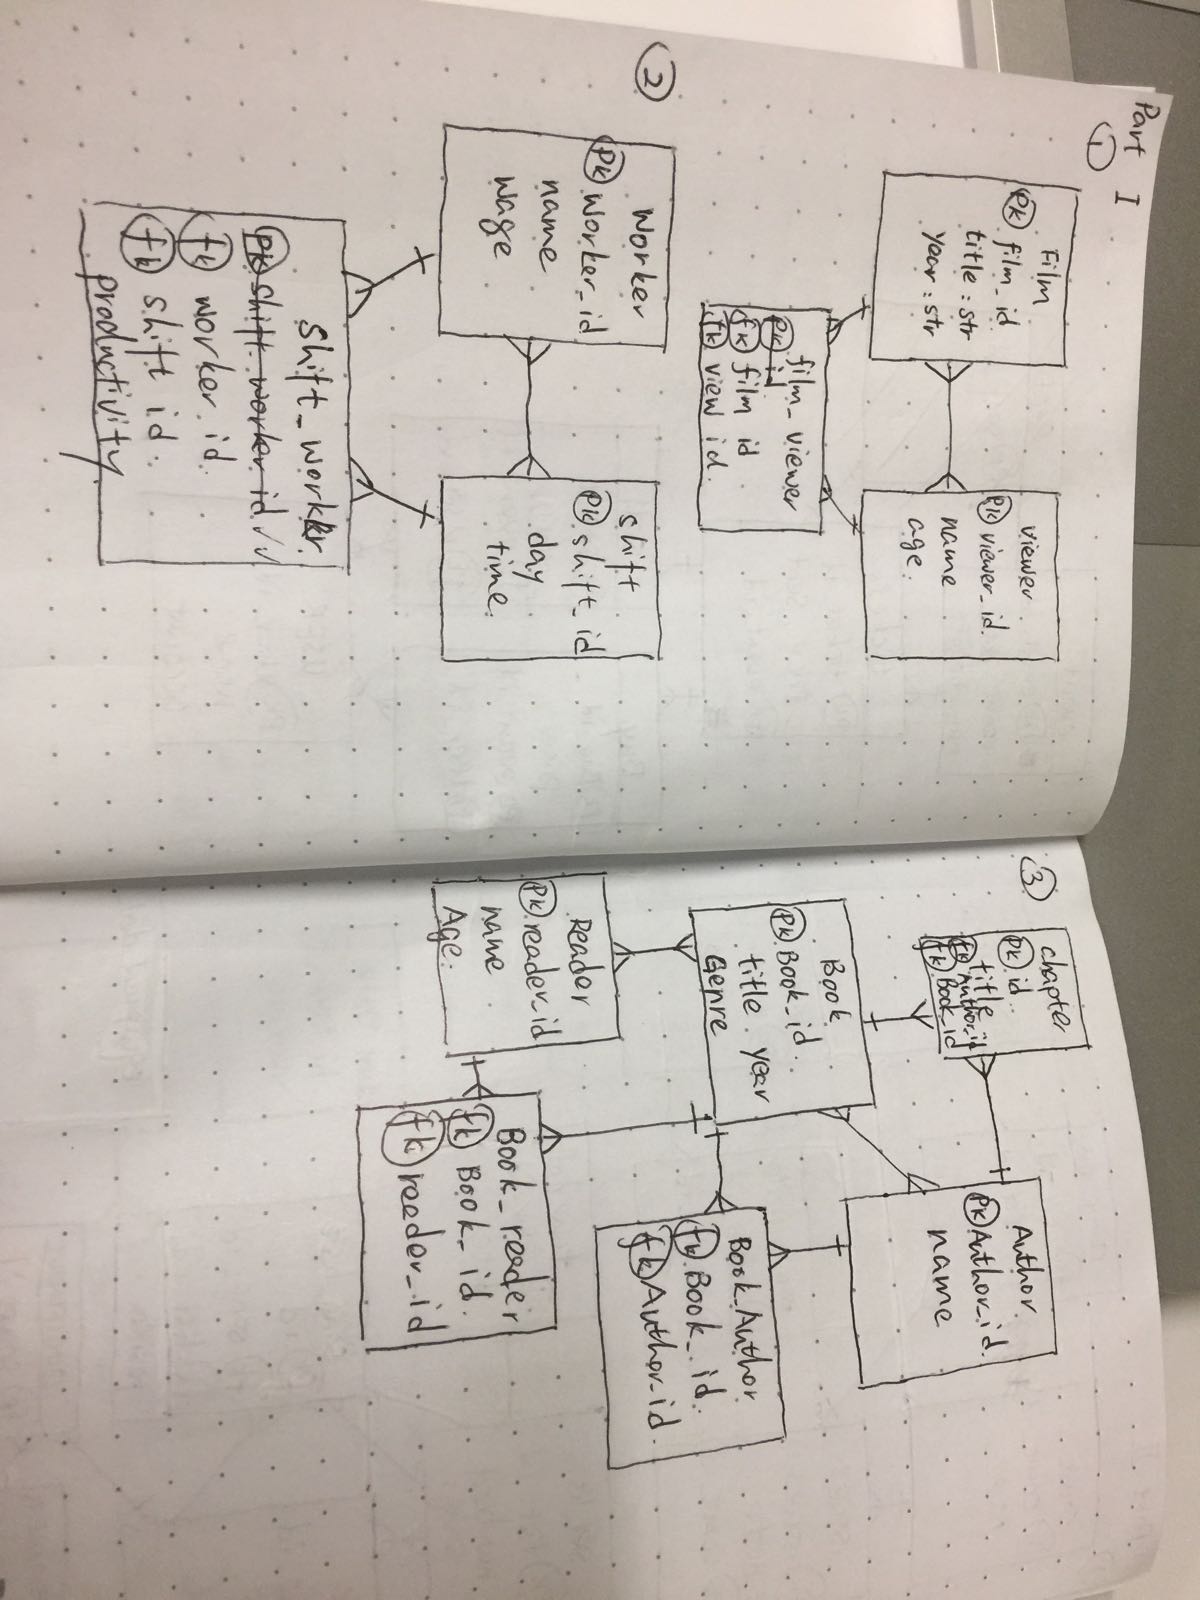 Part I
①
Film
PK film_id
title : str
year : str
viewer
PK viewer_id
name
age
film_viewer
PK id
fk film id
fk view id
②
Worker
PK worker_id
name
wage
shift
PK shift_id
day
time
shift_worker
PK shift worker id
fk worker id
fk shift id
productivity
③
chapter
PK id
title
fk Author_id
fk Book_id
Author
PK Author_id
name
Book
PK Book_id
title year
Genre
Reader
PK reader_id
name
Age
Book_Author
fk Book_id
fk Author_id
Book_reeder
fk Book_id
fk reeder_id